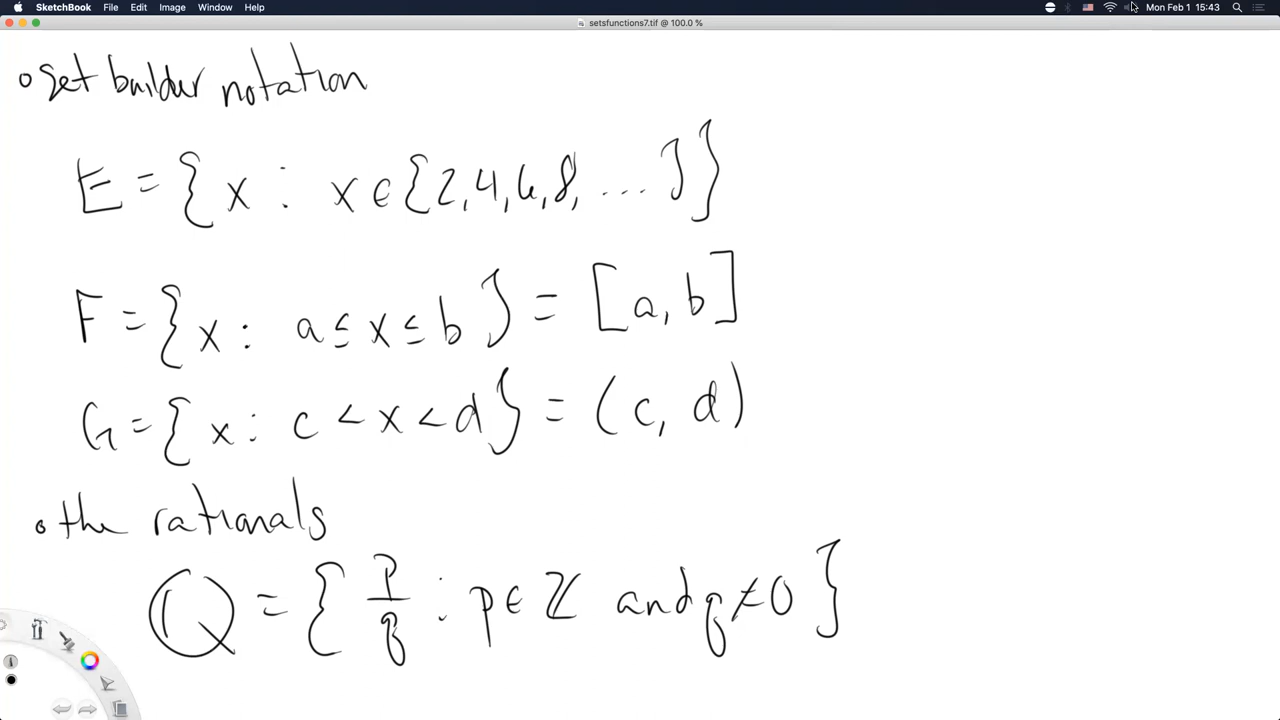 SketchBook File Edit Image Window Help Mon Feb 1 15:43
setsfunctions7.tif @ 100.0 %
o set builder notation
E = {x : x ∈ {2, 4, 6, 8, ... }}
F = {x : a ≤ x ≤ b} = [a, b]
G = {x : c < x < d} = (c, d)
o the rationals
ℚ = { p/q : p ∈ ℤ and q ≠ 0 }